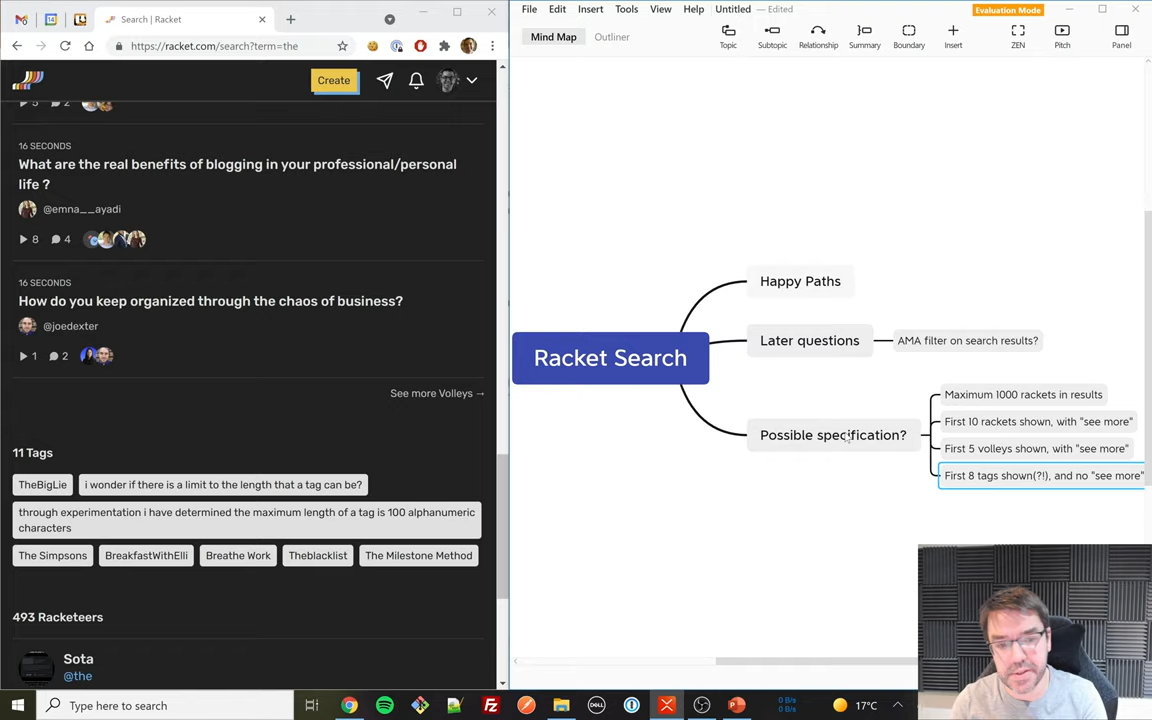 Search | Racket
https://racket.com/search?term=the
Create
5 2
16 SECONDS
What are the real benefits of blogging in your professional/personal
life ?
@emna__ayadi
8 4
16 SECONDS
How do you keep organized through the chaos of business?
@joedexter
1 2
See more Volleys →
11 Tags
TheBigLie
i wonder if there is a limit to the length that a tag can be?
through experimentation i have determined the maximum length of a tag is 100 alphanumeric
characters
The Simpsons
BreakfastWithElli
Breathe Work
Theblacklist
The Milestone Method
493 Racketeers
Sota
@the
File Edit Insert Tools View Help Untitled — Edited
Evaluation Mode
Mind Map Outliner
Topic Subtopic Relationship Summary Boundary Insert ZEN Pitch Panel
Racket Search
Happy Paths
Later questions
AMA filter on search results?
Possible specification?
Maximum 1000 rackets in results
First 10 rackets shown, with "see more"
First 5 volleys shown, with "see more"
First 8 tags shown(?!), and no "see more"
Type here to search
DELL
0 B/s
0 B/s
17°C